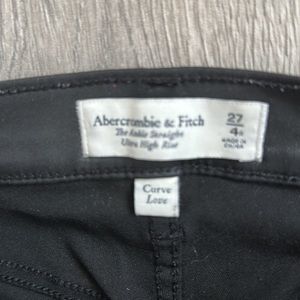 Abercrombie & Fitch
The Ankle Straight
Ultra High Rise
27
4S
MADE IN
CHINA
Curve
Love